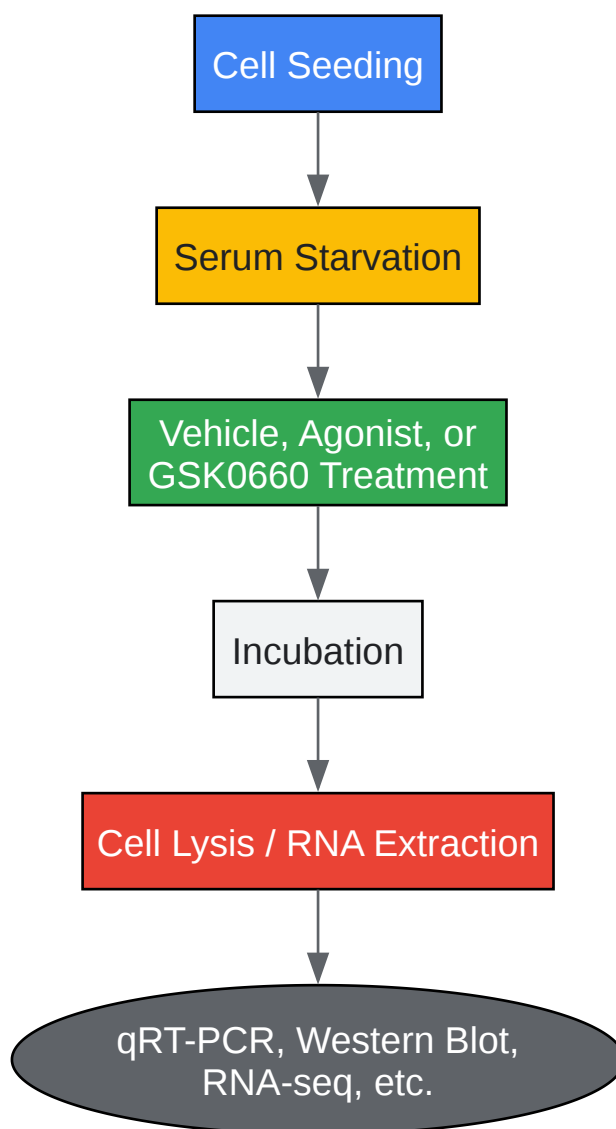 Cell Seeding
Serum Starvation
Vehicle, Agonist, or
GSK0660 Treatment
Incubation
Cell Lysis / RNA Extraction
qRT-PCR, Western Blot,
RNA-seq, etc.